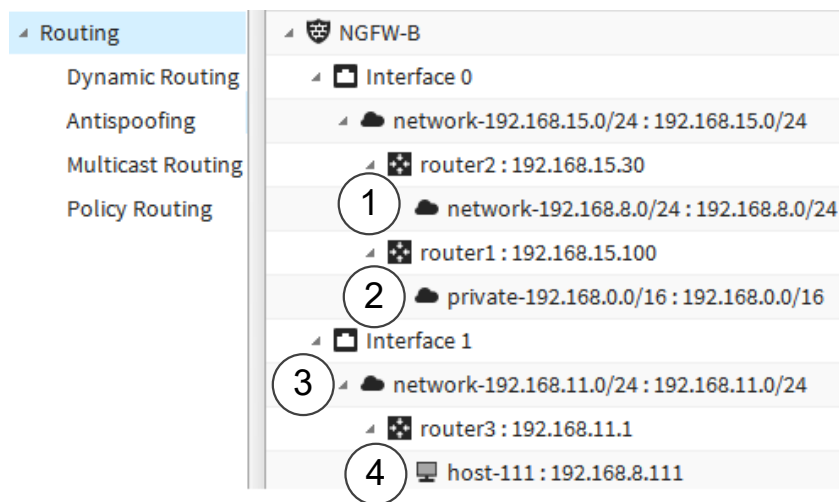 Routing
Dynamic Routing
Antispoofing
Multicast Routing
Policy Routing
NGFW-B
Interface 0
network-192.168.15.0/24 : 192.168.15.0/24
router2 : 192.168.15.30
1 network-192.168.8.0/24 : 192.168.8.0/24
router1 : 192.168.15.100
2 private-192.168.0.0/16 : 192.168.0.0/16
Interface 1
3 network-192.168.11.0/24 : 192.168.11.0/24
router3 : 192.168.11.1
4 host-111 : 192.168.8.111